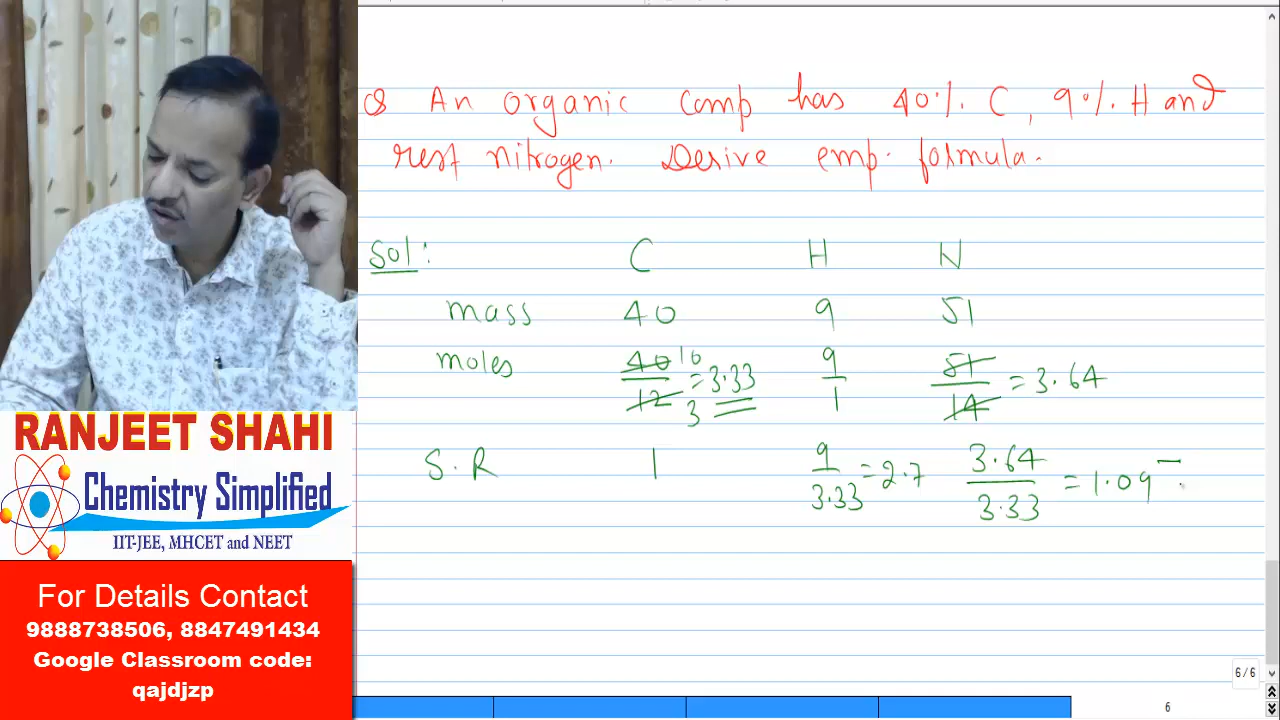 Q An organic comp has 40%. C, 9%. H and
rest nitrogen. Derive emp. formula.
Sol: C H N
mass 40 9 51
moles 40/12 10/3 = 3.33 9/1 51/14 = 3.64
S.R 1 9/3.33 = 2.7 3.64/3.33 = 1.09
RANJEET SHAHI
Chemistry Simplified
IIT-JEE, MHCET and NEET
For Details Contact
9888738506, 8847491434
Google Classroom code:
qajdjzp
6/6
6